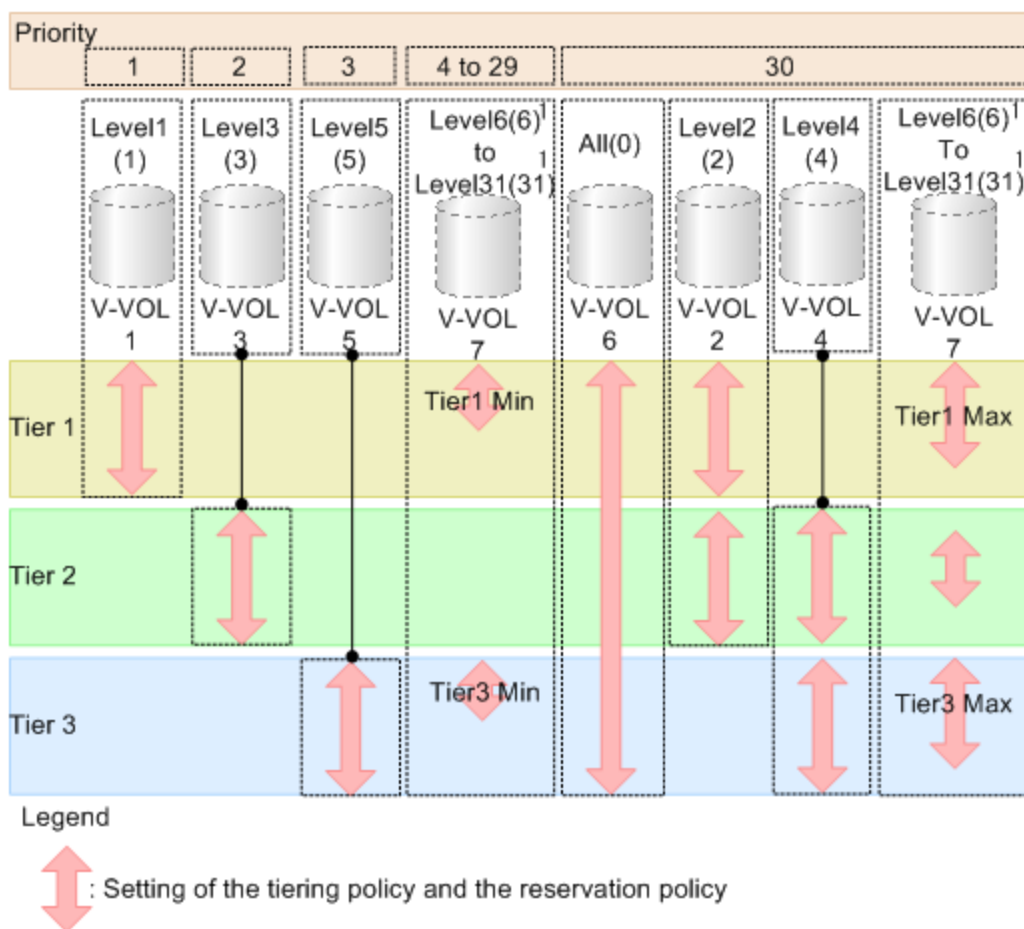 Priority
1
2
3
4 to 29
30
Level1
(1)
Level3
(3)
Level5
(5)
Level6(6)1
to
Level31(31)1
All(0)
Level2
(2)
Level4
(4)
Level6(6)1
To
Level31(31)1
V-VOL
1
V-VOL
3
V-VOL
5
V-VOL
7
V-VOL
6
V-VOL
2
V-VOL
4
V-VOL
7
Tier 1
Tier1 Min
Tier1 Max
Tier 2
Tier 3
Tier3 Min
Tier3 Max
Legend
: Setting of the tiering policy and the reservation policy